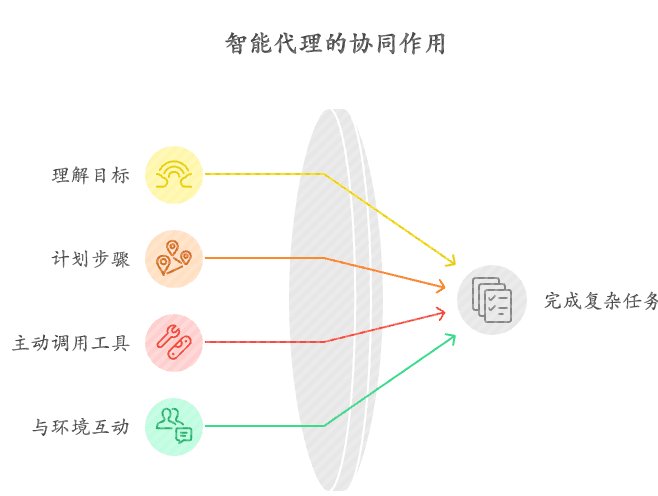 智能代理的协同作用
理解目标
计划步骤
主动调用工具
与环境互动
完成复杂任务